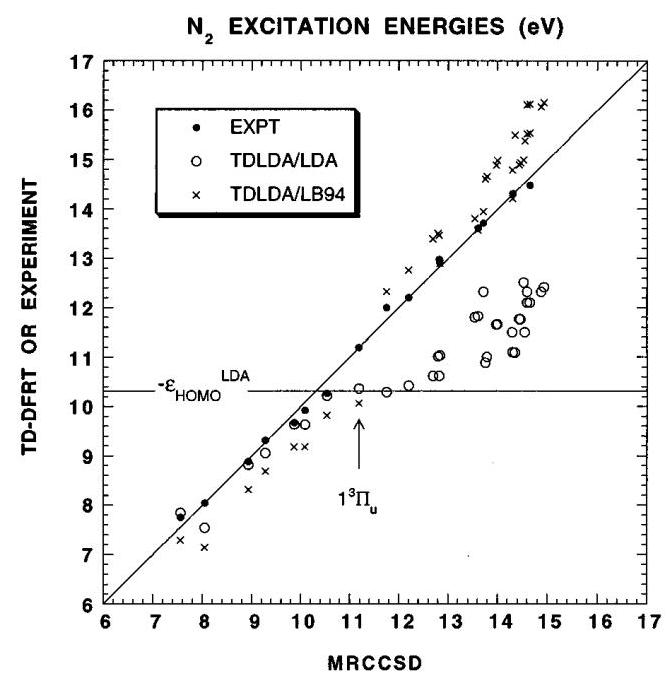 N₂ EXCITATION ENERGIES (eV)
17
16
15
14
13
12
11
10
9
8
7
6
TD-DFRT OR EXPERIMENT
EXPT
TDLDA/LDA
TDLDA/LB94
-ε_HOMO^LDA
1³Πᵤ
6 7 8 9 10 11 12 13 14 15 16 17
MRCCSD